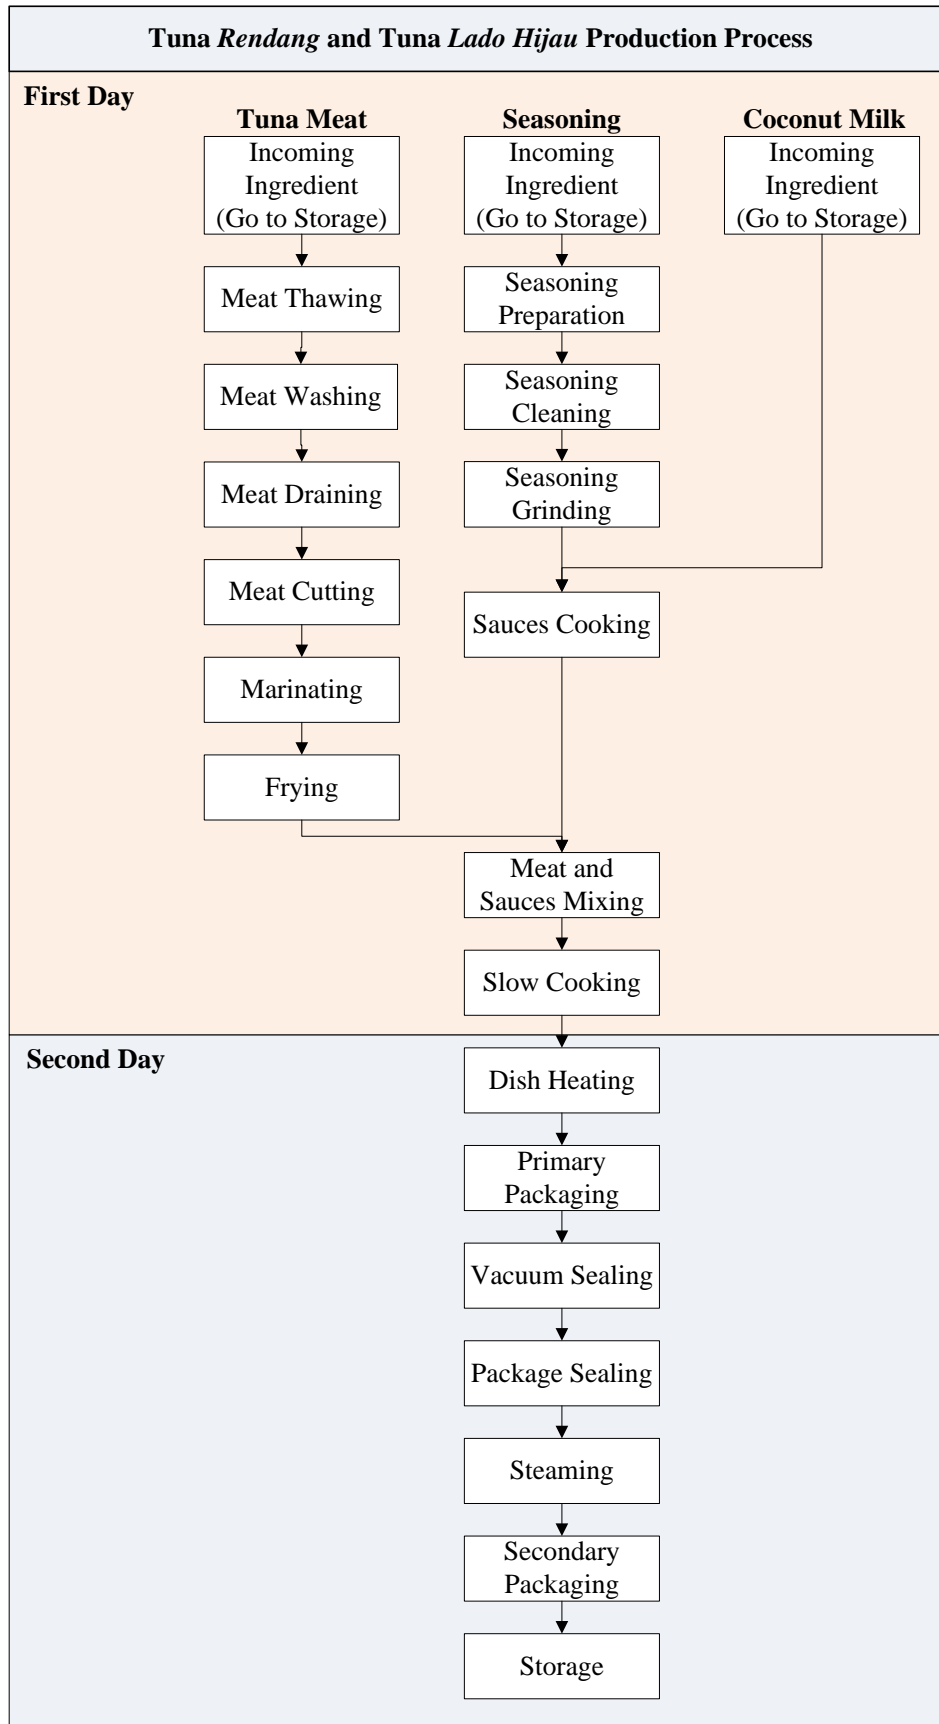 Tuna Rendang and Tuna Lado Hijau Production Process
First Day
Tuna Meat
Incoming
Ingredient
(Go to Storage)
Meat Thawing
Meat Washing
Meat Draining
Meat Cutting
Marinating
Frying
Seasoning
Incoming
Ingredient
(Go to Storage)
Seasoning
Preparation
Seasoning
Cleaning
Seasoning
Grinding
Coconut Milk
Incoming
Ingredient
(Go to Storage)
Sauces Cooking
Meat and
Sauces Mixing
Slow Cooking
Second Day
Dish Heating
Primary
Packaging
Vacuum Sealing
Package Sealing
Steaming
Secondary
Packaging
Storage